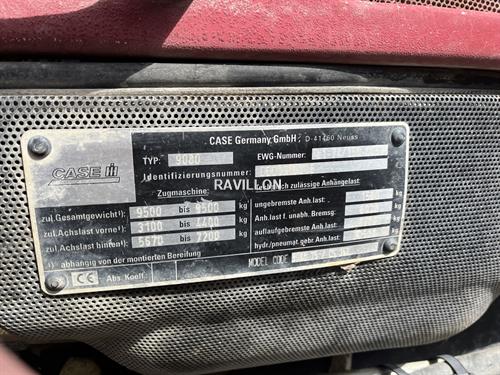 CASE Germany GmbH, D-41460 Neuss
CASE IH
TYP:
EWG-Nummer:
Identifizierungsnummer:
RAVILLON
Zugmaschine:
zulässige Anhängelast:
zul.Gesamtgewicht¹): 9500 bis 9500 kg
zul.Achslast vorne¹): 3100 bis kg
zul.Achslast hinten¹): bis 7200 kg
¹) abhängig von der montierten Bereifung
ungebremste Anh.last kg
Anh.last f. unabh. Bremsg. kg
auflaufgebremste Anh.last kg
hydr./pneumat gebr Anh.last: kg
CE Abs. Koeff.
MODEL CODE